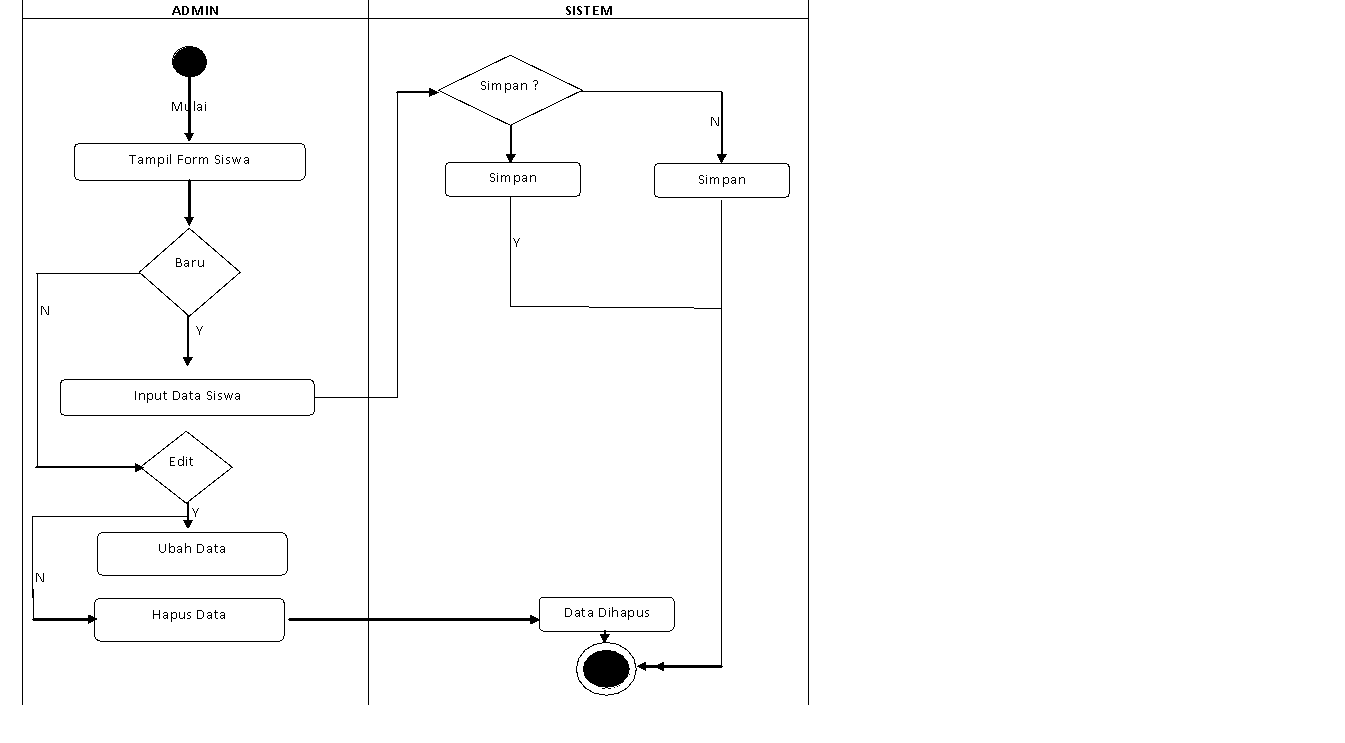 ADMIN
SISTEM
Mulai
Simpan ?
N
Tampil Form Siswa
Simpan
Simpan
Y
Baru
N
Y
Input Data Siswa
Edit
Y
Ubah Data
N
Hapus Data
Data Dihapus